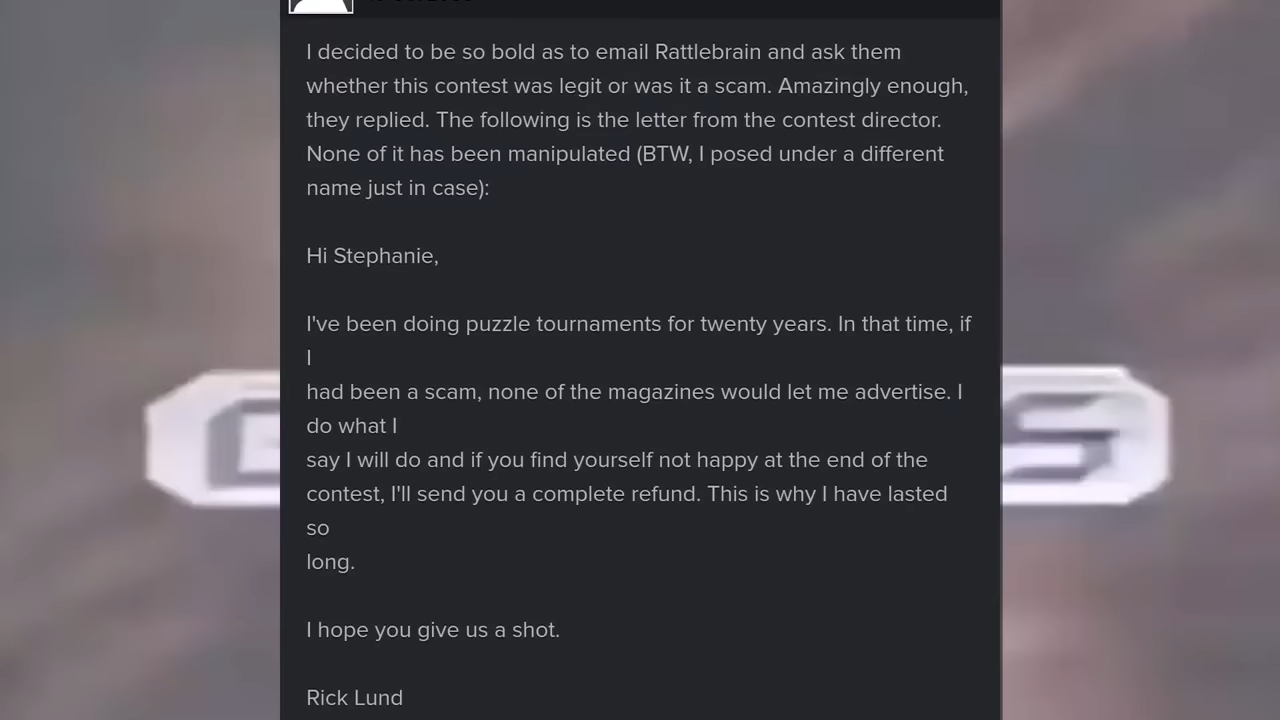 I decided to be so bold as to email Rattlebrain and ask them
whether this contest was legit or was it a scam. Amazingly enough,
they replied. The following is the letter from the contest director.
None of it has been manipulated (BTW, I posed under a different
name just in case):
Hi Stephanie,
I've been doing puzzle tournaments for twenty years. In that time, if
I
had been a scam, none of the magazines would let me advertise. I
do what I
say I will do and if you find yourself not happy at the end of the
contest, I'll send you a complete refund. This is why I have lasted
so
long.
I hope you give us a shot.
Rick Lund